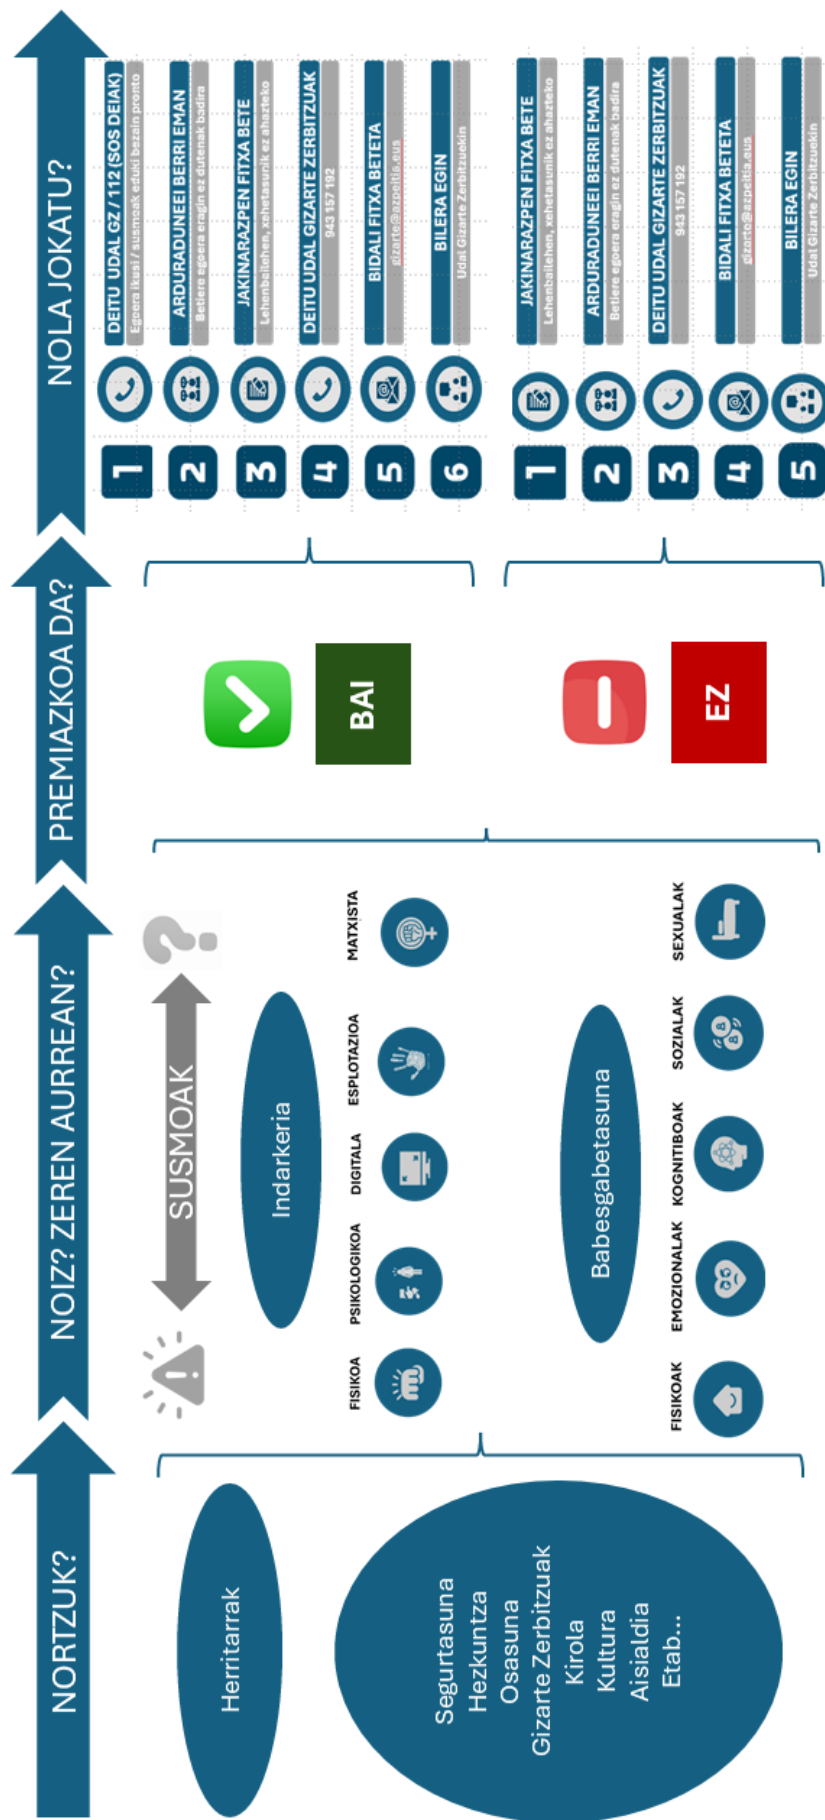 NORTZUK?
NOIZ? ZEREN AURREAN?
PREMIAZKOA DA?
NOLA JOKATU?
Herritarrak
Segurtasuna
Hezkuntza
Osasuna
Gizarte Zerbitzuak
Kirola
Kultura
Aisialdia
Etab...
SUSMOAK
?
Indarkeria
FISIKOA
PSIKOLOGIKOA
DIGITALA
ESPLOTAZIOA
MATXISTA
Babesgabetasuna
FISIKOAK
EMOZIONALAK
KOGNITIBOAK
SOZIALAK
SEXUALAK
BAI
EZ
1
DEITU UDAL GZ / 112 (SOS DEIAK)
Egoera ikusi / susmoak eduki bezain pronto
2
ARDURADUNEEI BERRI EMAN
Betiere egoera eragin ez dutenak badira
3
JAKINARAZPEN FITXA BETE
Lehenbailehen, xehetasunik ez ahazteko
4
DEITU UDAL GIZARTE ZERBITZUAK
943 157 192
5
BIDALI FITXA BETETA
gizarte@azpeitia.eus
6
BILERA EGIN
Udal Gizarte Zerbitzuekin
1
JAKINARAZPEN FITXA BETE
Lehenbailehen, xehetasunik ez ahazteko
2
ARDURADUNEEI BERRI EMAN
Betiere egoera eragin ez dutenak badira
3
DEITU UDAL GIZARTE ZERBITZUAK
943 157 192
4
BIDALI FITXA BETETA
gizarte@azpeitia.eus
5
BILERA EGIN
Udal Gizarte Zerbitzuekin